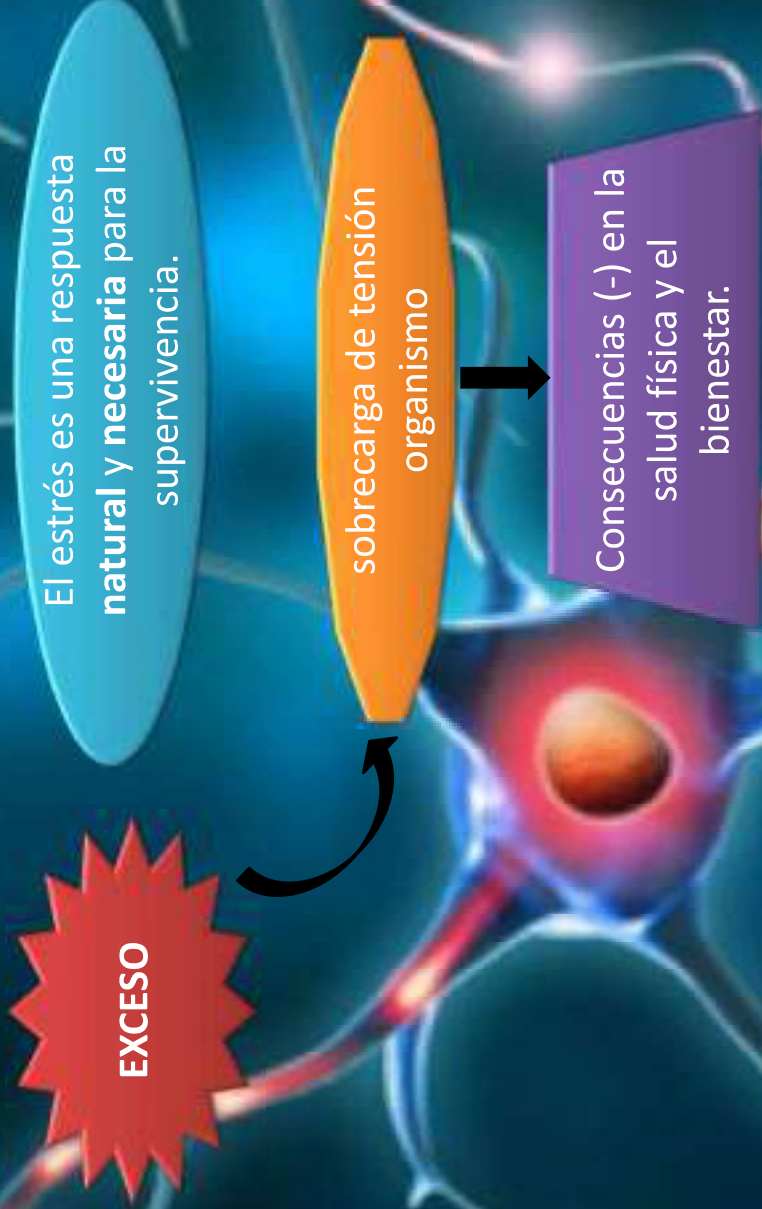 El estrés es una respuesta
natural y necesaria para la
supervivencia.
EXCESO
sobrecarga de tensión
organismo
Consecuencias (-) en la
salud física y el
bienestar.